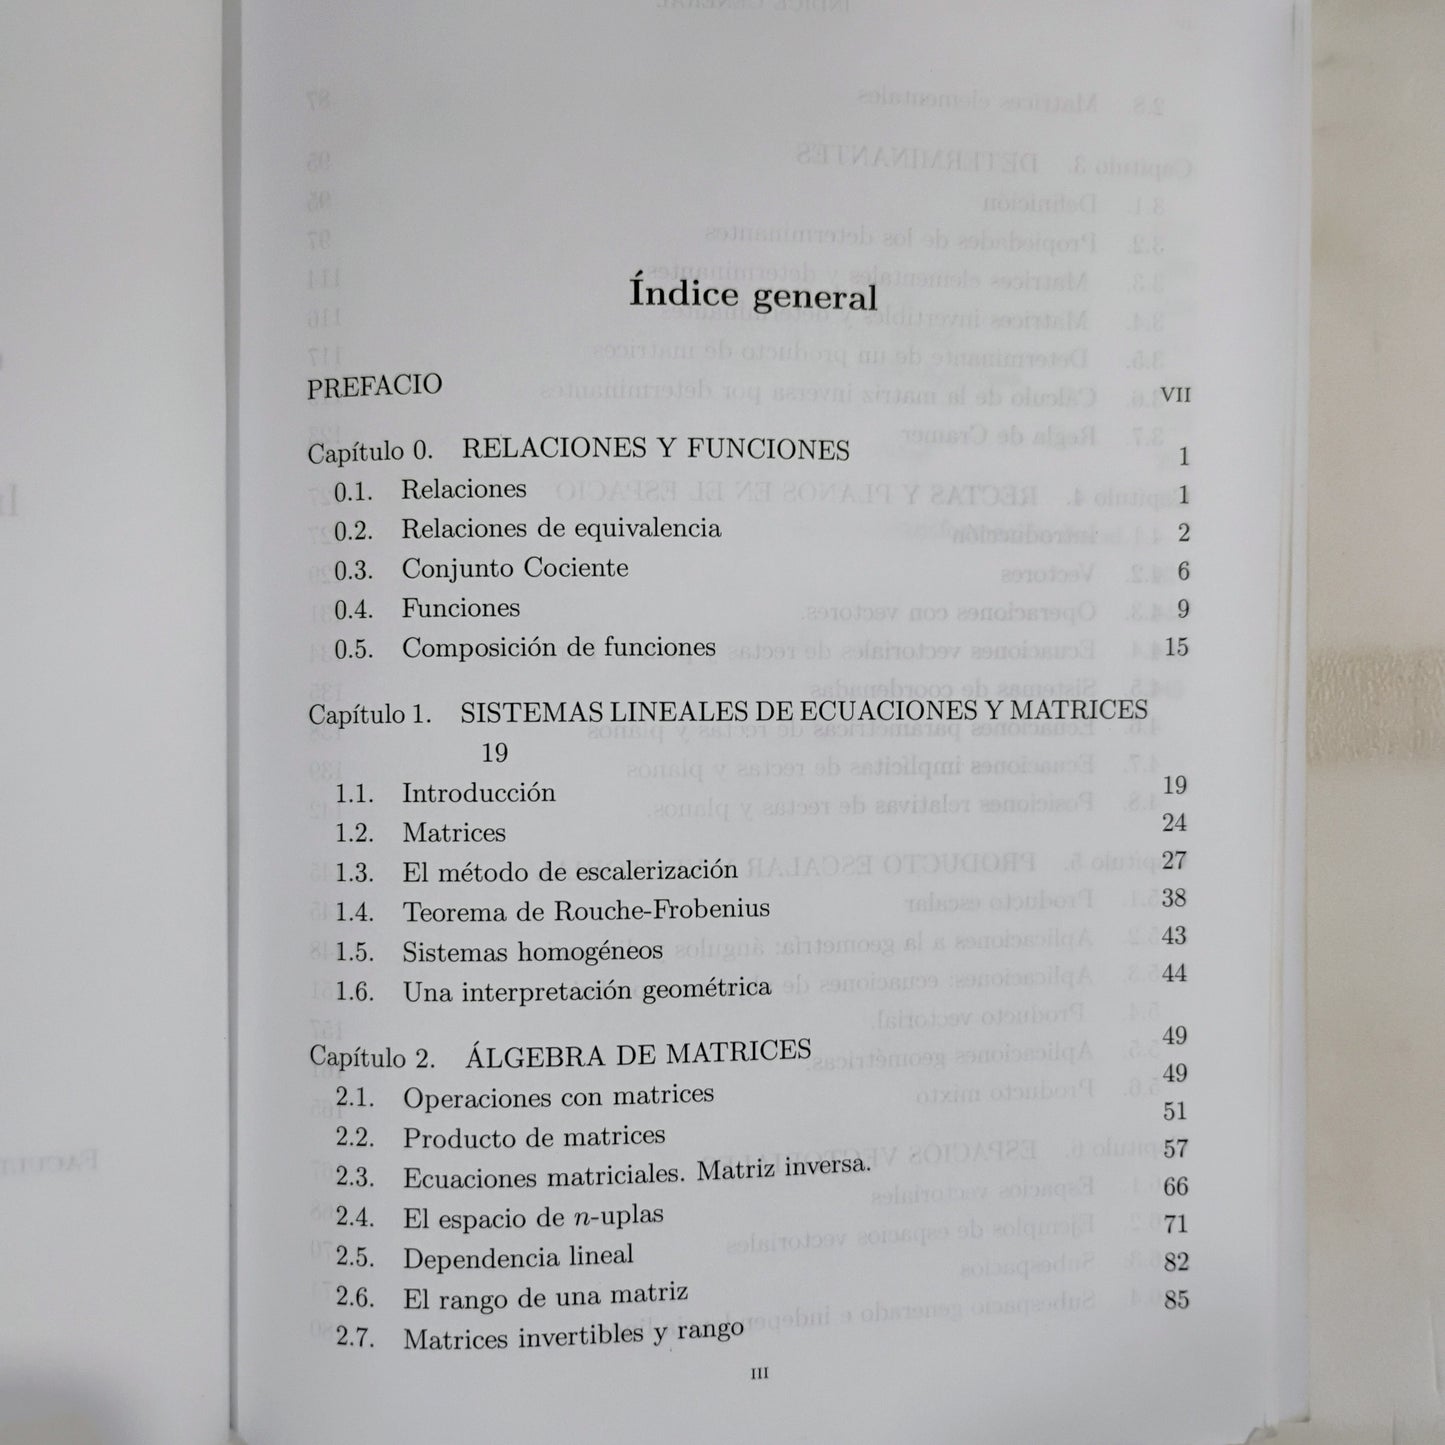 Índice general
PREFACIO VII
Capítulo 0. RELACIONES Y FUNCIONES 1
0.1. Relaciones 1
0.2. Relaciones de equivalencia 2
0.3. Conjunto Cociente 6
0.4. Funciones 9
0.5. Composición de funciones 15
Capítulo 1. SISTEMAS LINEALES DE ECUACIONES Y MATRICES
19
1.1. Introducción 19
1.2. Matrices 24
1.3. El método de escalerización 27
1.4. Teorema de Rouche-Frobenius 38
1.5. Sistemas homogéneos 43
1.6. Una interpretación geométrica 44
Capítulo 2. ÁLGEBRA DE MATRICES 49
2.1. Operaciones con matrices 49
2.2. Producto de matrices 51
2.3. Ecuaciones matriciales. Matriz inversa. 57
2.4. El espacio de n-uplas 66
2.5. Dependencia lineal 71
2.6. El rango de una matriz 82
2.7. Matrices invertibles y rango 85
III